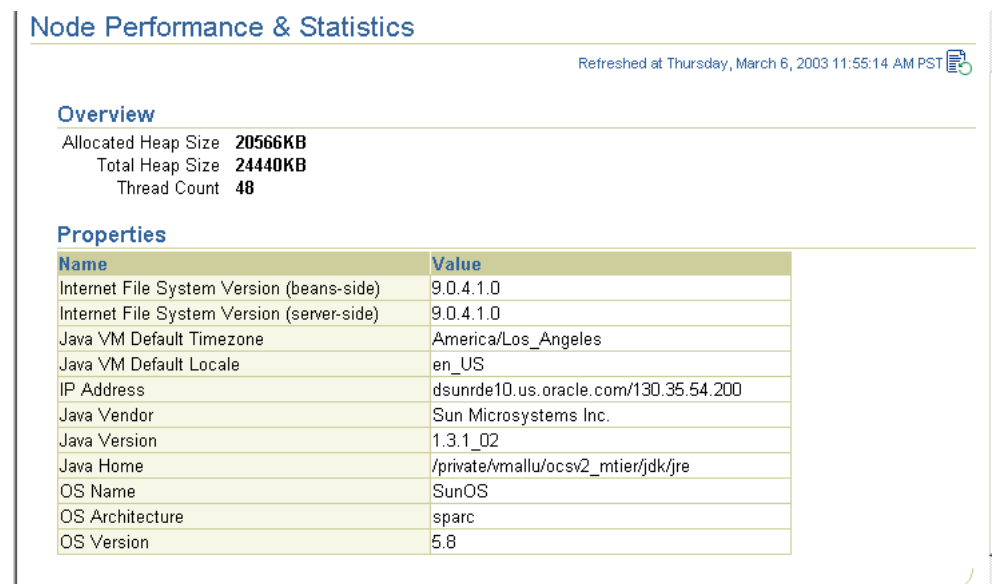 Node Performance & Statistics
Refreshed at Thursday, March 6, 2003 11:55:14 AM PST
Overview
Allocated Heap Size 20566KB
Total Heap Size 24440KB
Thread Count 48
Properties
Name Value
Internet File System Version (beans-side) 9.0.4.1.0
Internet File System Version (server-side) 9.0.4.1.0
Java VM Default Timezone America/Los_Angeles
Java VM Default Locale en_US
IP Address dsunrde10.us.oracle.com/130.35.54.200
Java Vendor Sun Microsystems Inc.
Java Version 1.3.1_02
Java Home /private/vmallu/ocsv2_mtier/jdk/jre
OS Name SunOS
OS Architecture sparc
OS Version 5.8